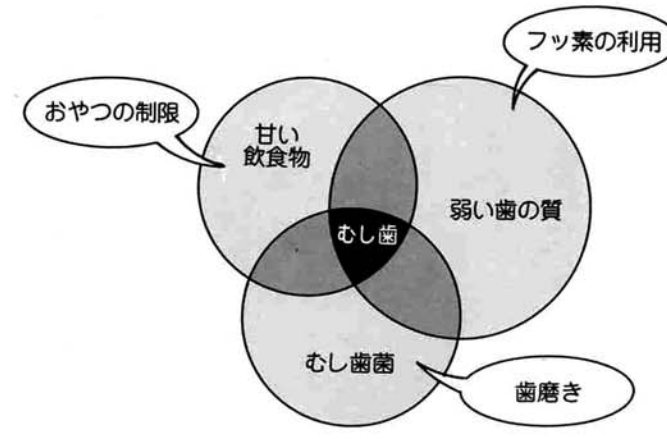 フッ素の利用
おやつの制限
甘い
飲食物
弱い歯の質
むし歯
むし歯菌
歯磨き